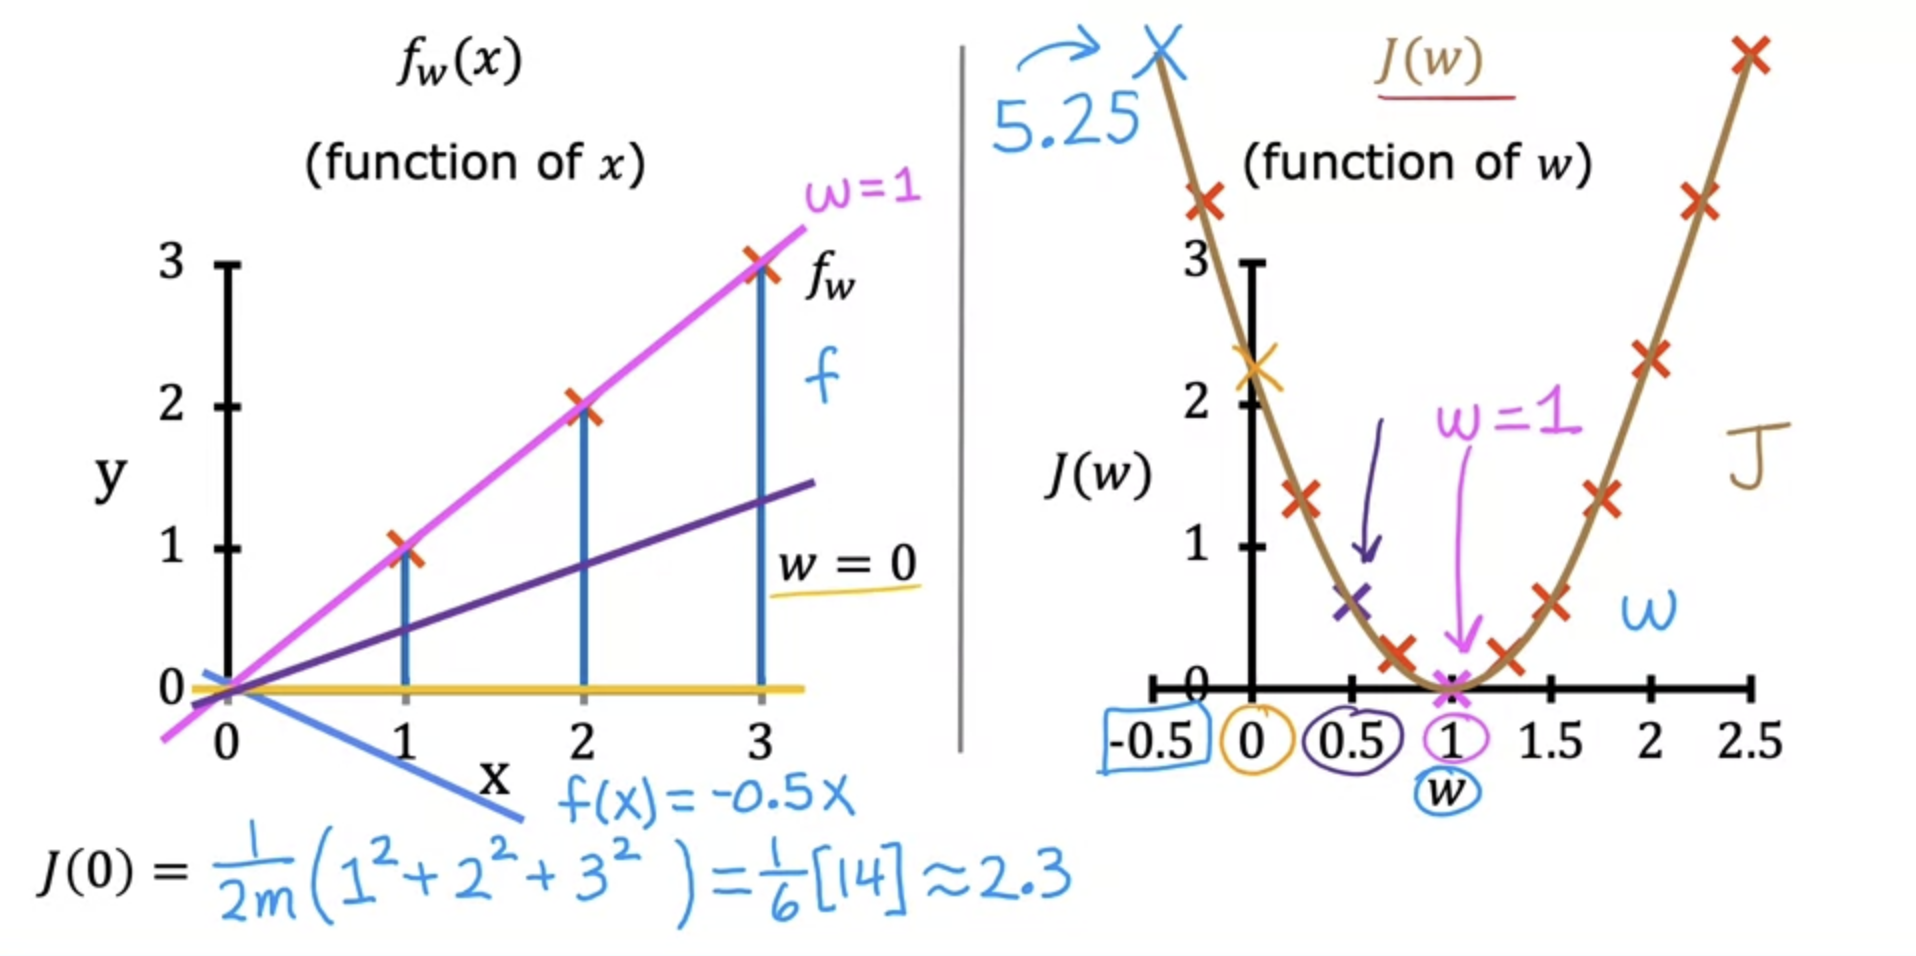 f_w(x)
(function of x)
w=1
f_w
f
3
2
1
0
y
w = 0
0 1 2 3
x
f(x) = -0.5x
J(0) = 1/2m (1² + 2² + 3²) = 1/6 [14] ≈ 2.3
5.25
J(w)
(function of w)
3
2
1
0
J(w)
w=1
J
w
-0.5 0 0.5 1 1.5 2 2.5
w